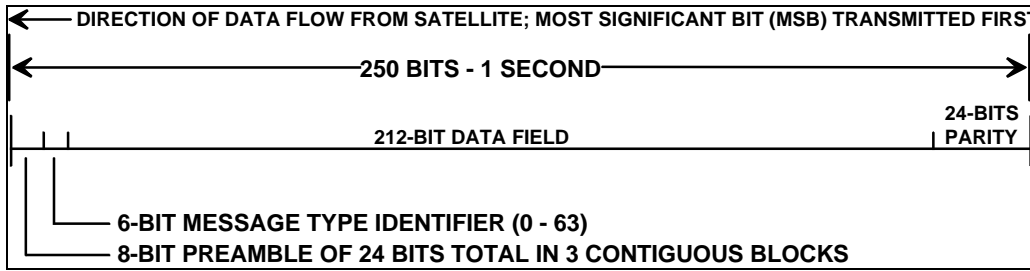 DIRECTION OF DATA FLOW FROM SATELLITE; MOST SIGNIFICANT BIT (MSB) TRANSMITTED FIRST
250 BITS - 1 SECOND
24-BITS
212-BIT DATA FIELD PARITY
6-BIT MESSAGE TYPE IDENTIFIER (0 - 63)
8-BIT PREAMBLE OF 24 BITS TOTAL IN 3 CONTIGUOUS BLOCKS